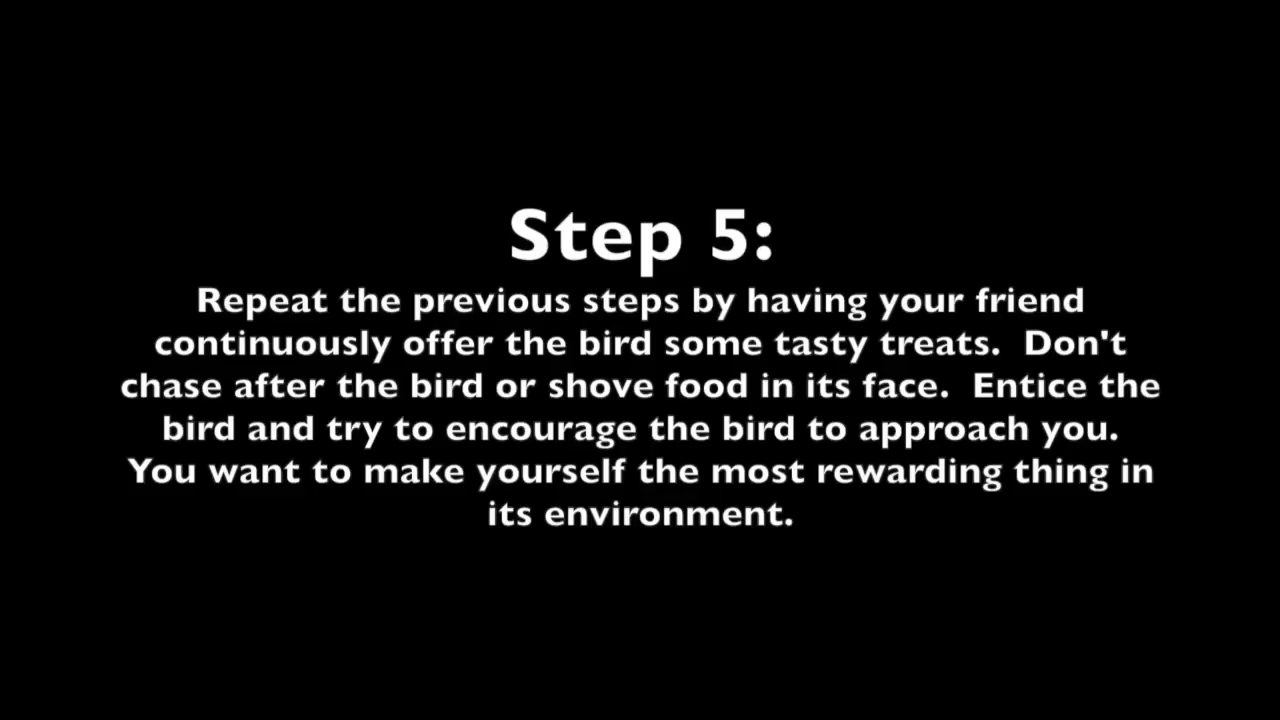 Step 5:
Repeat the previous steps by having your friend
continuously offer the bird some tasty treats.  Don't
chase after the bird or shove food in its face.  Entice the
bird and try to encourage the bird to approach you.
You want to make yourself the most rewarding thing in
its environment.